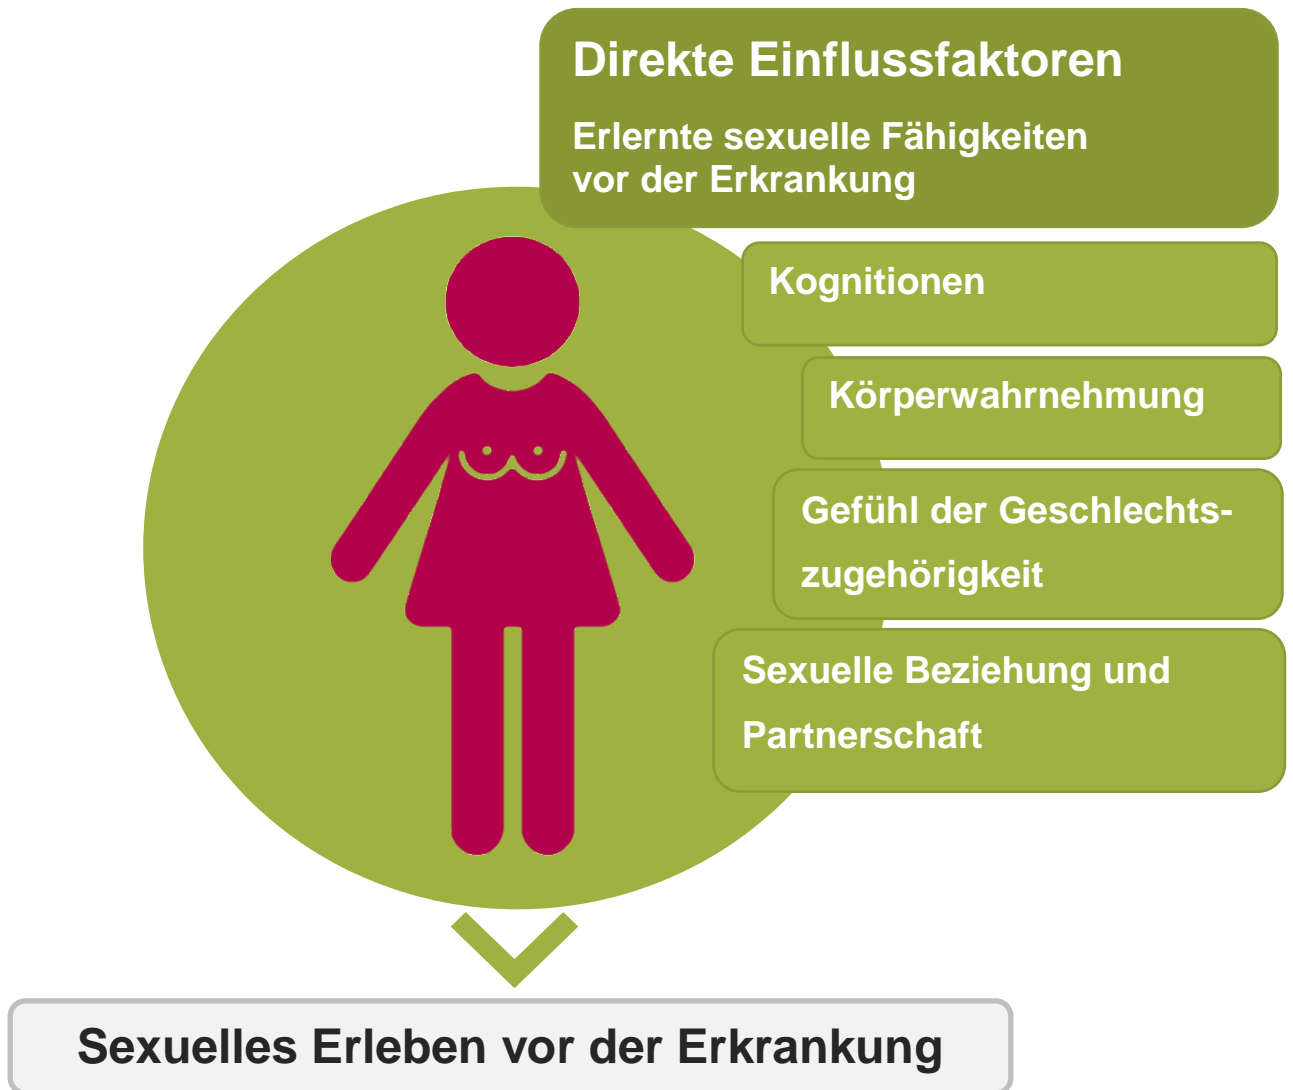 Direkte Einflussfaktoren
Erlernte sexuelle Fähigkeiten
vor der Erkrankung
Kognitionen
Körperwahrnehmung
Gefühl der Geschlechts-
zugehörigkeit
Sexuelle Beziehung und
Partnerschaft
Sexuelles Erleben vor der Erkrankung